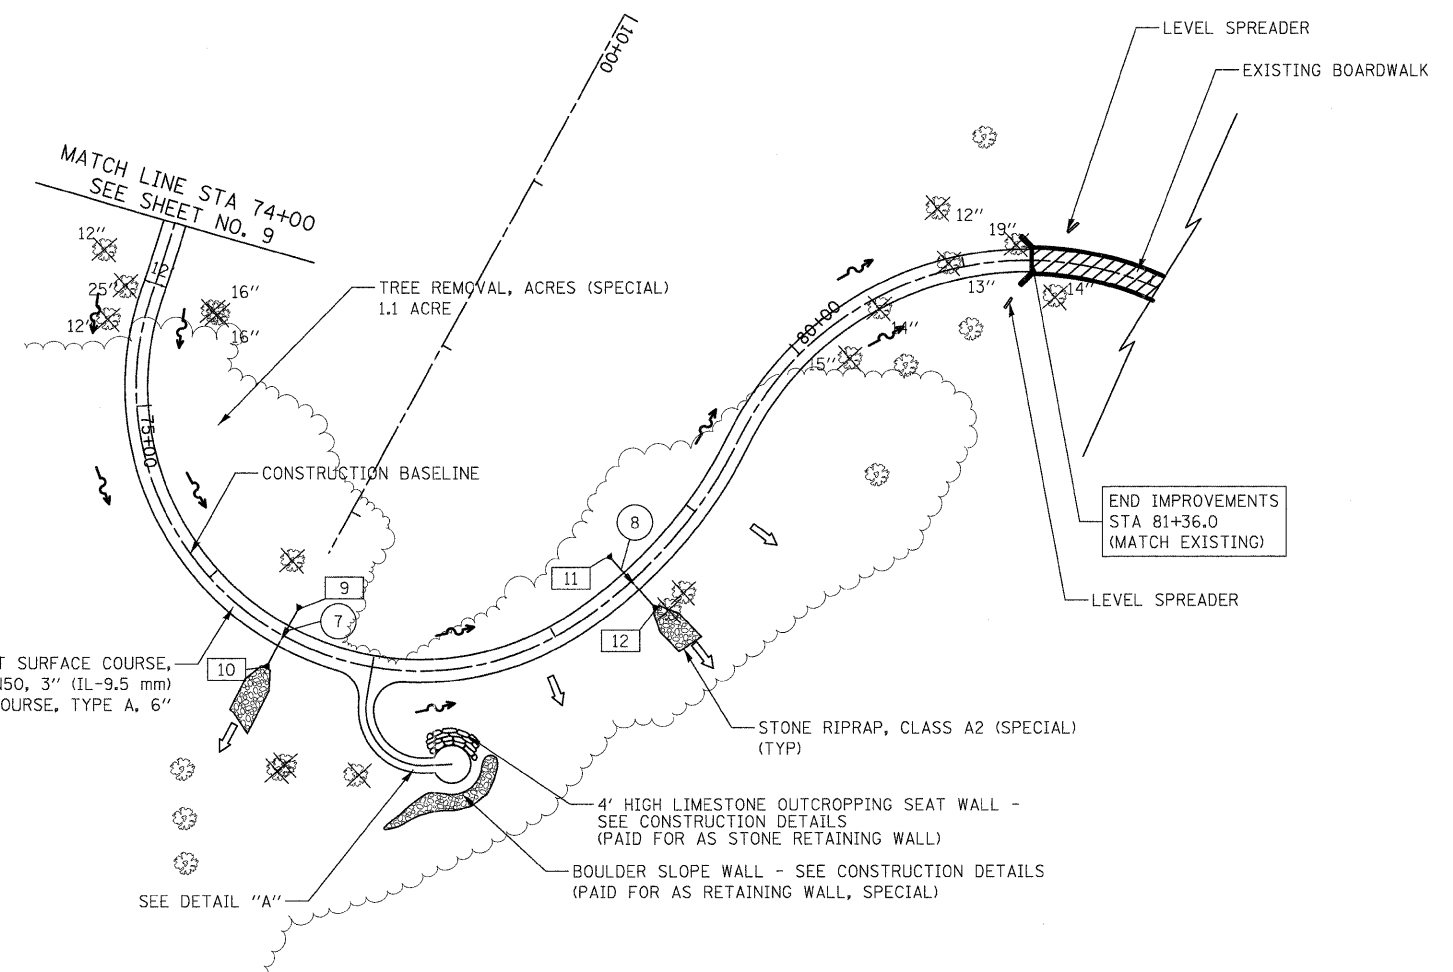 10+00
LEVEL SPREADER
EXISTING BOARDWALK
MATCH LINE STA 74+00
SEE SHEET NO. 9
12"
12"
19"
12'
25"
16"
13"
14"
TREE REMOVAL, ACRES (SPECIAL)
1.1 ACRE
12"
16"
80+00
14"
15"
75+00
CONSTRUCTION BASELINE
END IMPROVEMENTS
STA 81+36.0
(MATCH EXISTING)
8
11
9
7
LEVEL SPREADER
12
10
T SURFACE COURSE,
N50, 3" (IL-9.5 mm)
OURSE, TYPE A, 6"
STONE RIPRAP, CLASS A2 (SPECIAL)
(TYP)
4' HIGH LIMESTONE OUTCROPPING SEAT WALL -
SEE CONSTRUCTION DETAILS
(PAID FOR AS STONE RETAINING WALL)
BOULDER SLOPE WALL - SEE CONSTRUCTION DETAILS
(PAID FOR AS RETAINING WALL, SPECIAL)
SEE DETAIL "A"